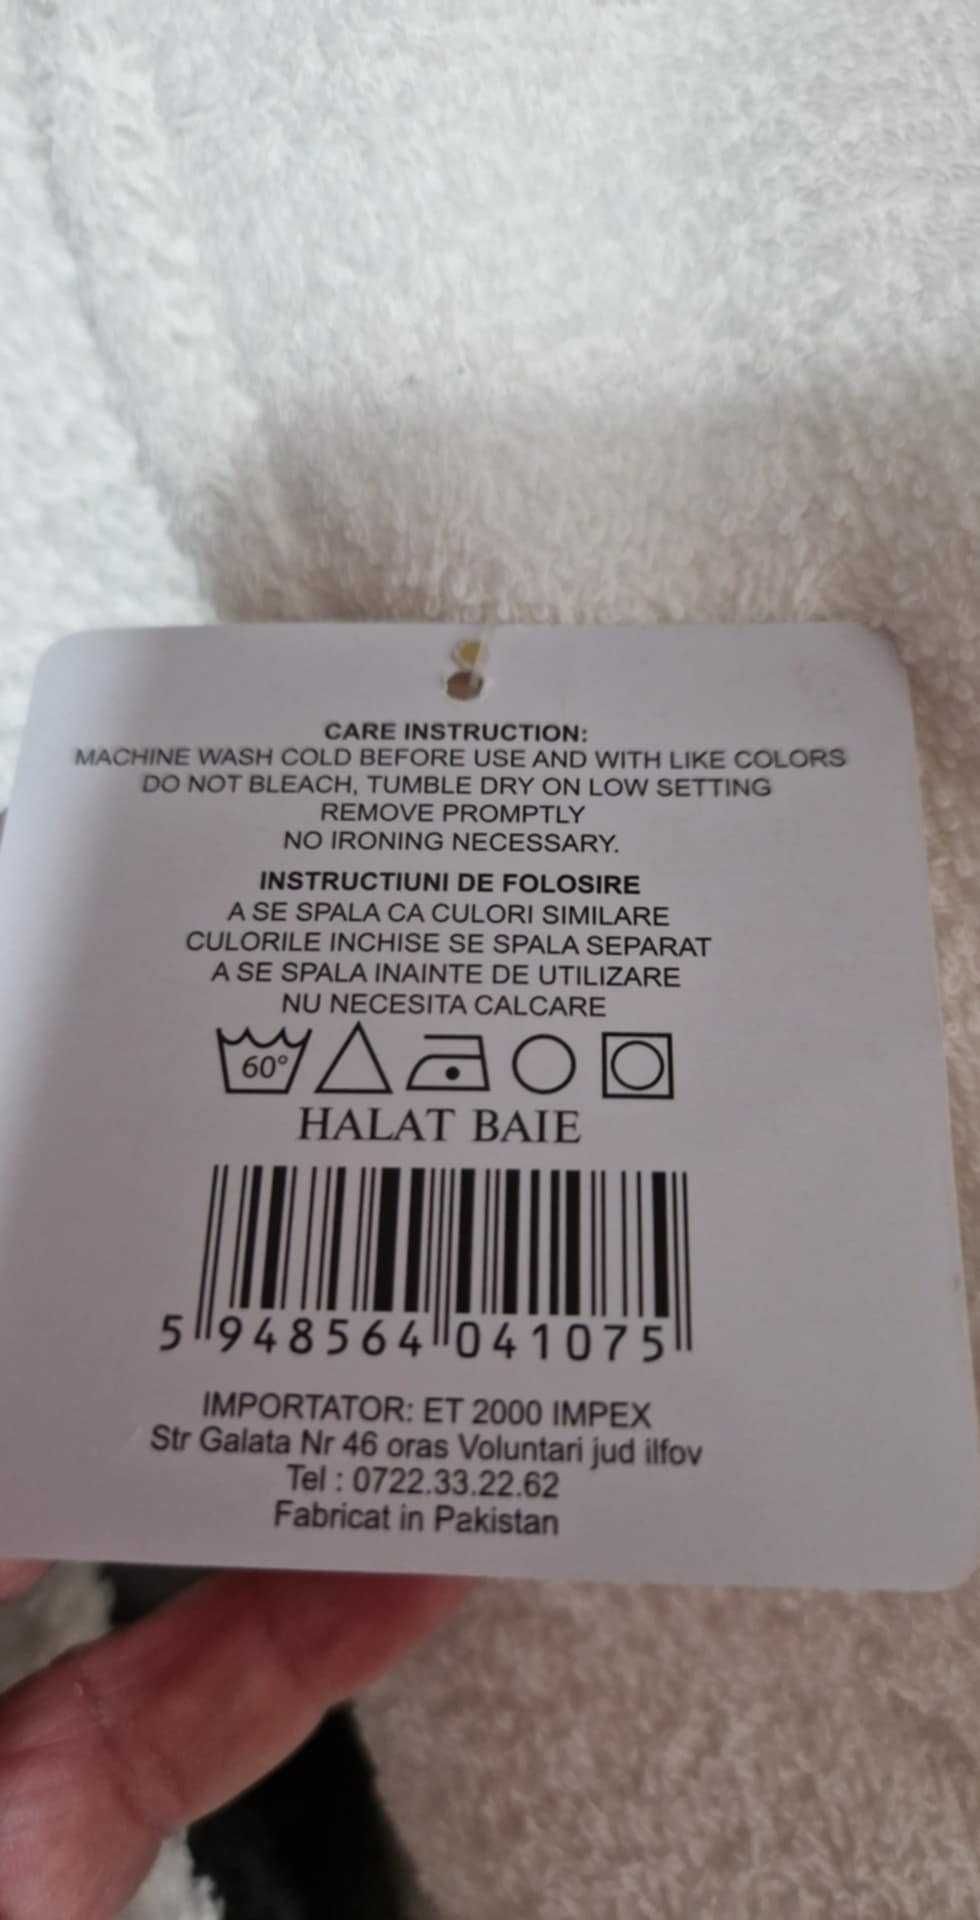 CARE INSTRUCTION:
MACHINE WASH COLD BEFORE USE AND WITH LIKE COLORS
DO NOT BLEACH, TUMBLE DRY ON LOW SETTING
REMOVE PROMPTLY
NO IRONING NECESSARY.
INSTRUCTIUNI DE FOLOSIRE
A SE SPALA CA CULORI SIMILARE
CULORILE INCHISE SE SPALA SEPARAT
A SE SPALA INAINTE DE UTILIZARE
NU NECESITA CALCARE
60°
HALAT BAIE
5 948564 041075
IMPORTATOR: ET 2000 IMPEX
Str Galata Nr 46 oras Voluntari jud ilfov
Tel : 0722.33.22.62
Fabricat in Pakistan